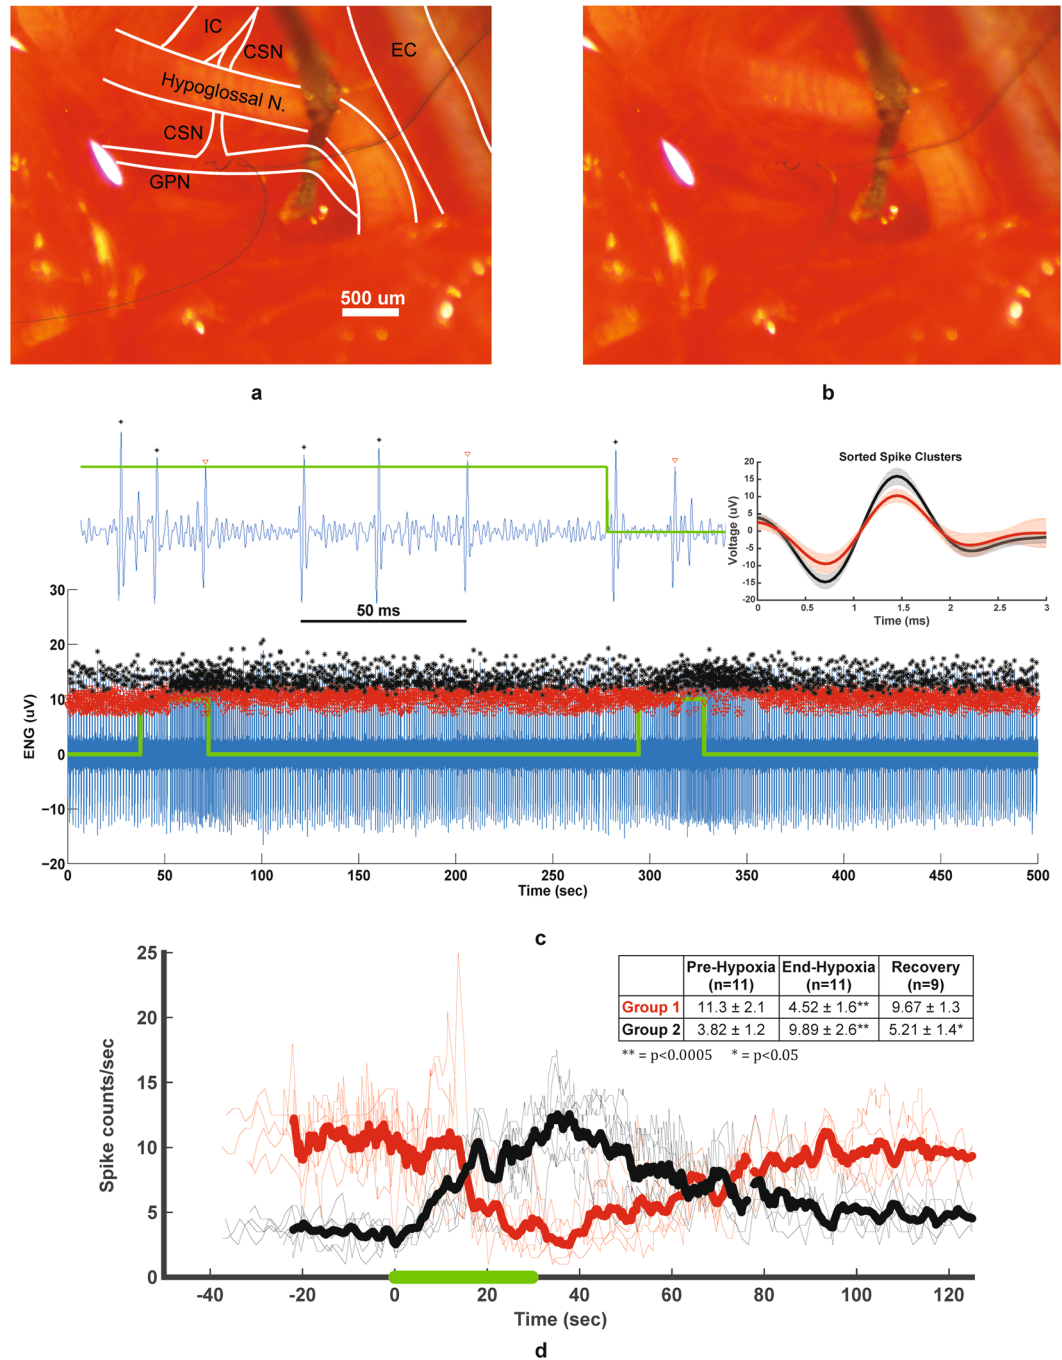 IC
CSN
EC
Hypoglossal N.
CSN
GPN
500 um
a
b
Sorted Spike Clusters
20
15
10
5
0
-5
-10
-15
-20
Voltage (uV)
0
0.5
1
1.5
2
2.5
3
Time (ms)
50 ms
30
20
10
0
−10
−20
ENG (uV)
0
50
100
150
200
250
300
350
400
450
500
Time (sec)
c
25
20
15
10
5
0
Spike counts/sec
Pre-Hypoxia End-Hypoxia Recovery
(n=11) (n=11) (n=9)
Group 1 11.3 ± 2.1 4.52 ± 1.6** 9.67 ± 1.3
Group 2 3.82 ± 1.2 9.89 ± 2.6** 5.21 ± 1.4*
** = p<0.0005 * = p<0.05
-40
-20
0
20
40
60
80
100
120
Time (sec)
d